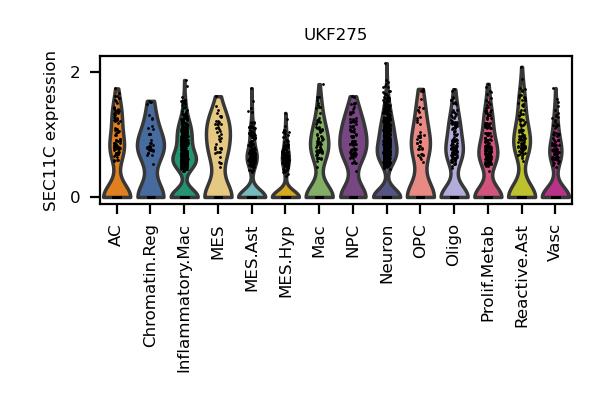 UKF275
SEC11C expression
2
0
AC
Chromatin.Reg
Inflammatory.Mac
MES
MES.Ast
MES.Hyp
Mac
NPC
Neuron
OPC
Oligo
Prolif.Metab
Reactive.Ast
Vasc